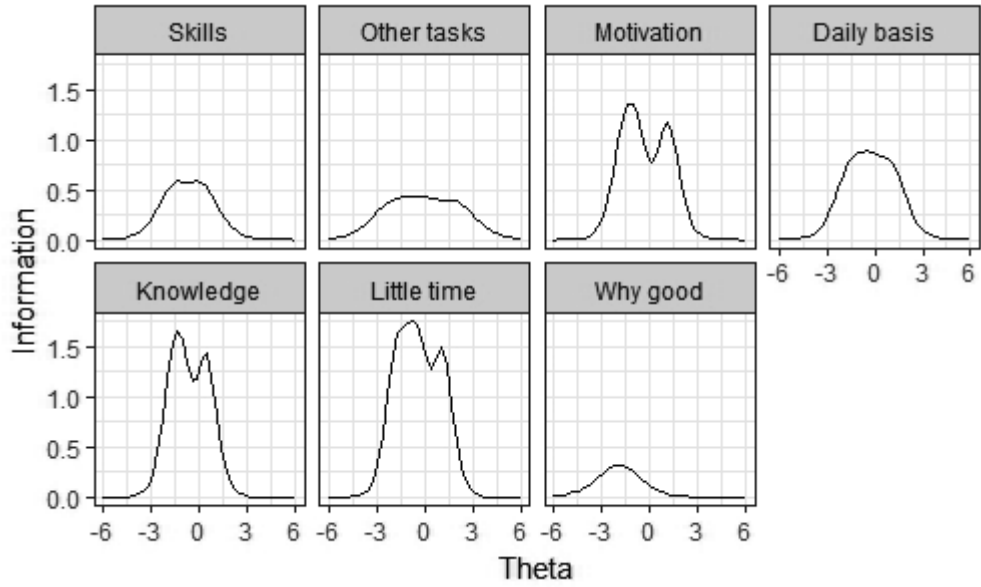 Skills Other tasks Motivation Daily basis
1.5
1.0
0.5
0.0
-3 0 3 6
-6
Knowledge Little time Why good
Information
1.5
1.0
0.5
0.0
-6 -3 0 3 6 -6 -3 0 3 6 -6 -3 0 3 6
Theta